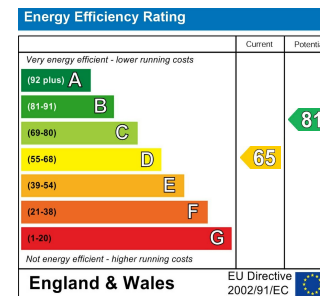 Energy Efficiency Rating
Current
Very energy efficient - lower running costs
(92 plus) A
(81-91) B
81
(69-80) C
(55-68) D
65
(39-54) E
(21-38) F
(1-20) G
Not energy efficient - higher running costs
England & Wales
EU Directive
2002/91/EC